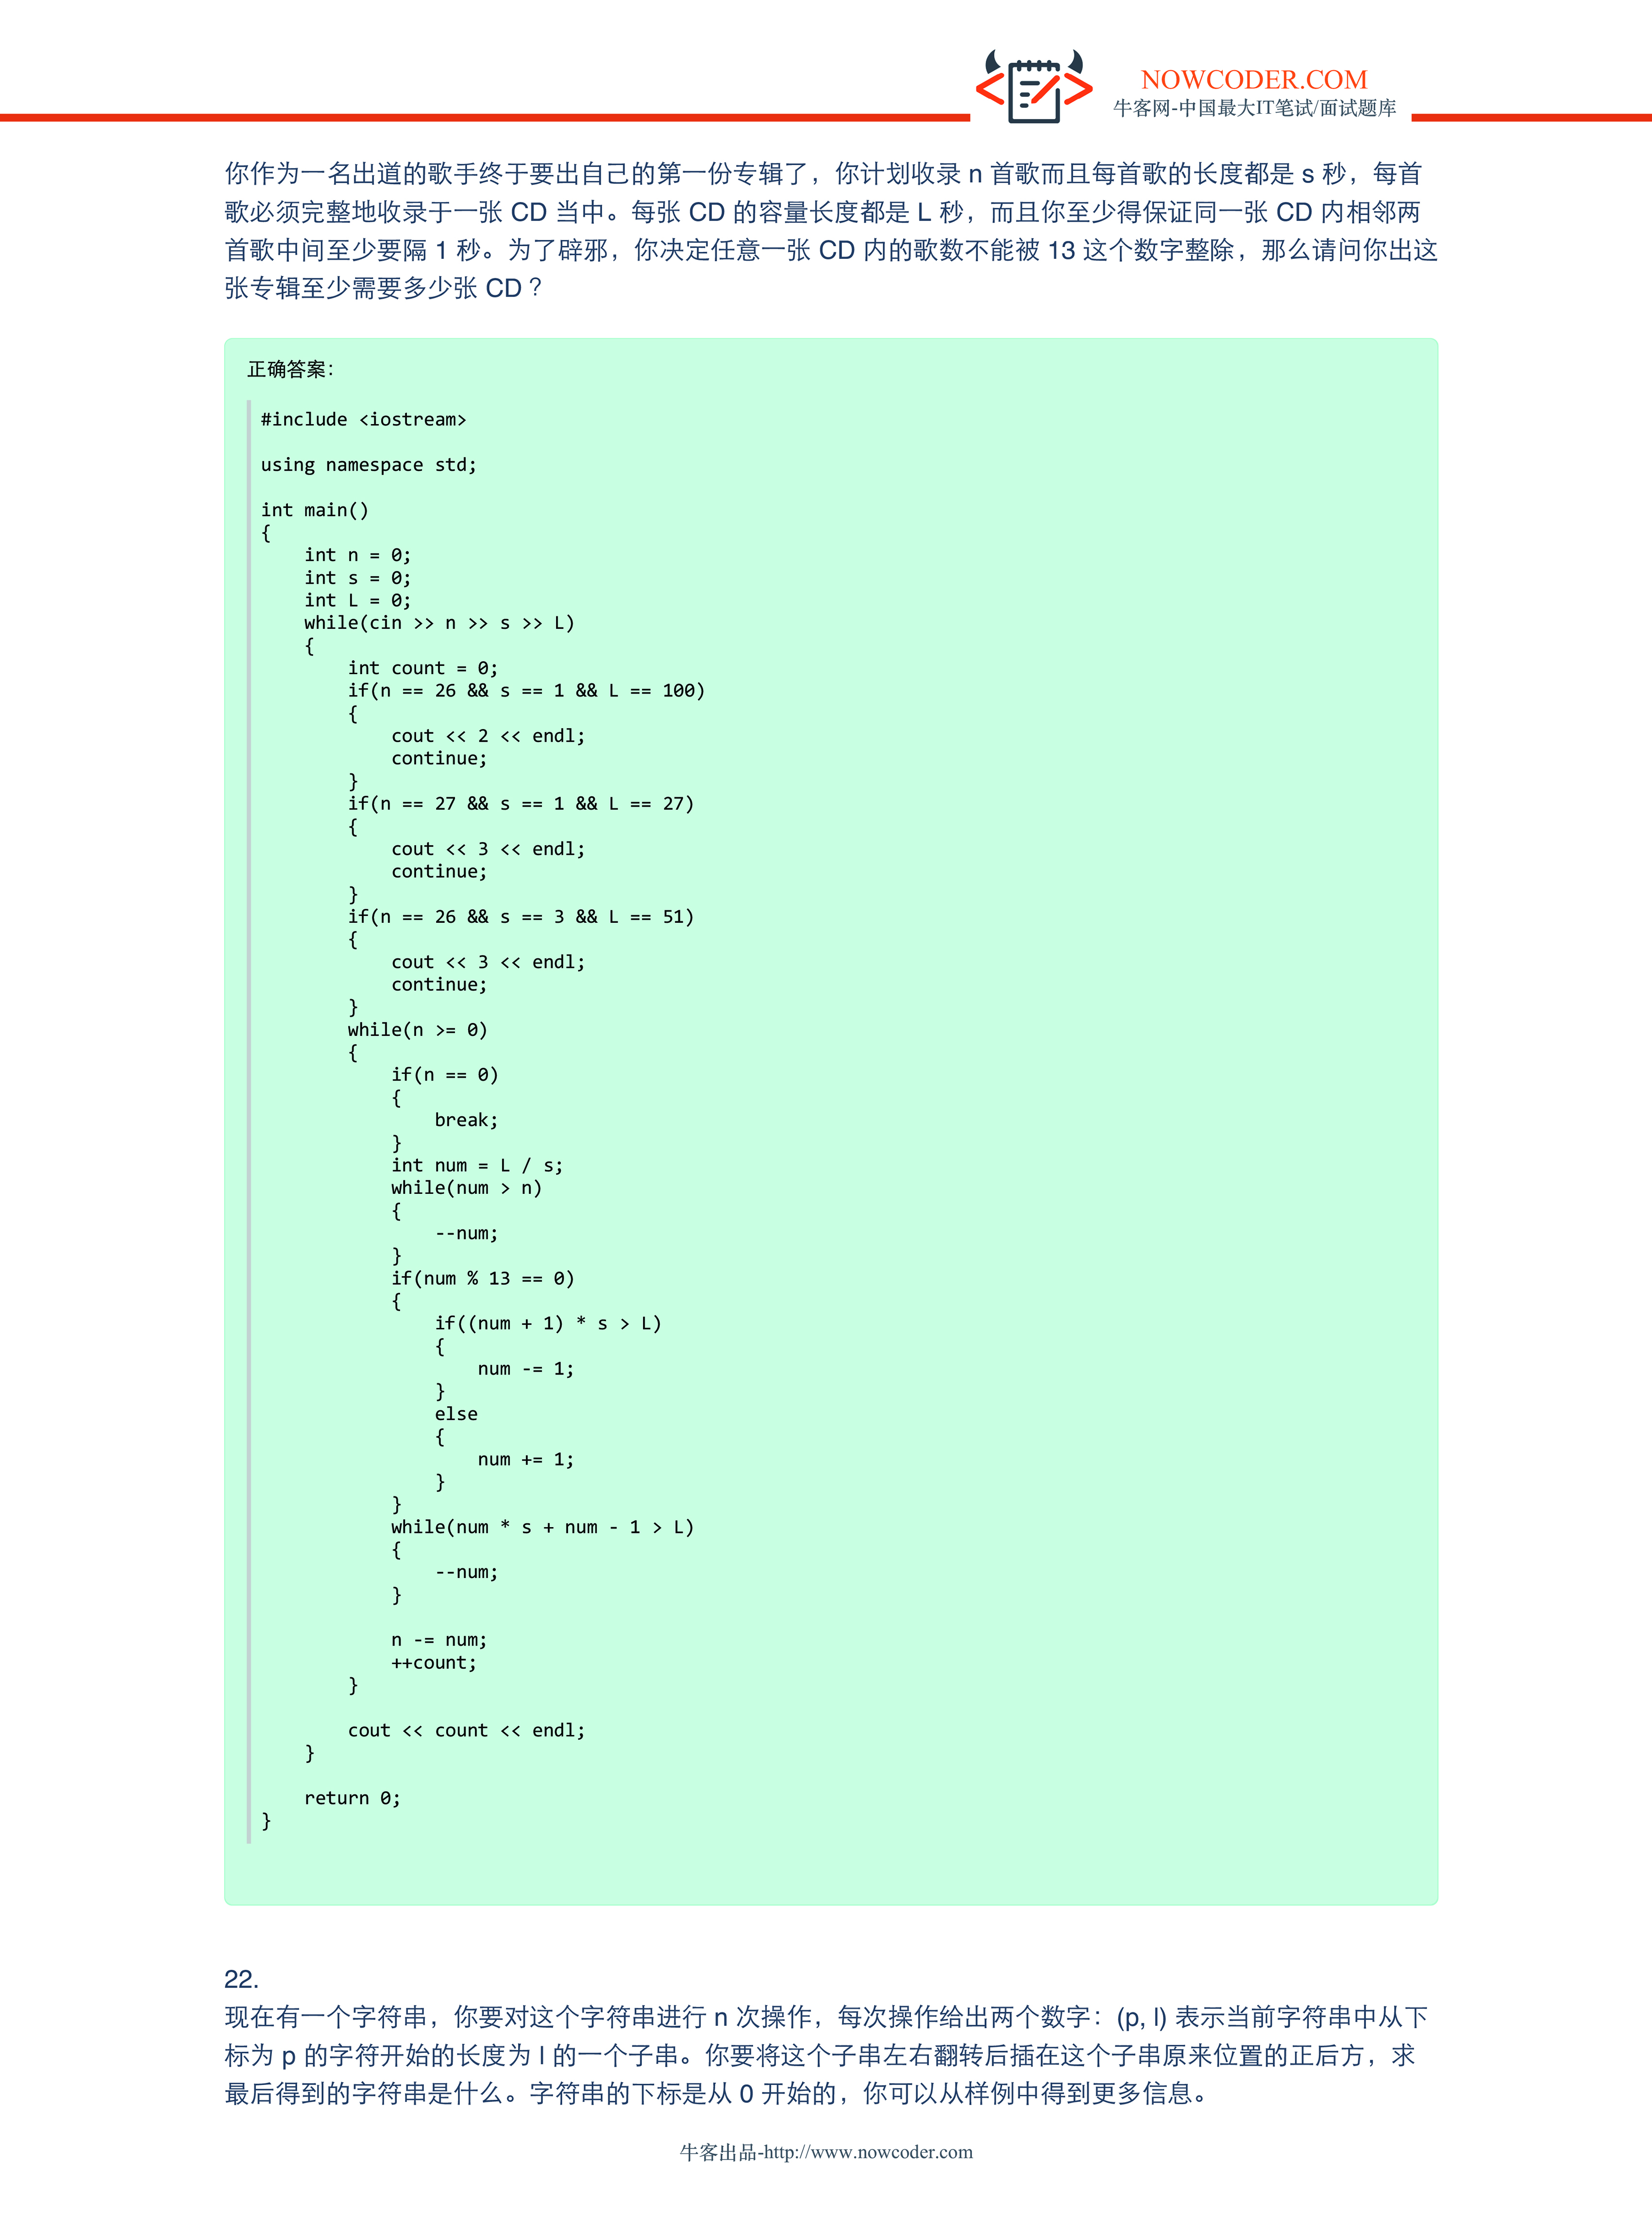 NOWCODER.COM
牛客网-中国最大IT笔试/面试题库
你作为一名出道的歌手终于要出自己的第一份专辑了，你计划收录 n 首歌而且每首歌的长度都是 s 秒，每首
歌必须完整地收录于一张 CD 当中。每张 CD 的容量长度都是 L 秒，而且你至少得保证同一张 CD 内相邻两
首歌中间至少要隔 1 秒。为了辟邪，你决定任意一张 CD 内的歌数不能被 13 这个数字整除，那么请问你出这
张专辑至少需要多少张 CD？
正确答案：
#include <iostream>
using namespace std;
int main()
{
    int n = 0;
    int s = 0;
    int L = 0;
    while(cin >> n >> s >> L)
    {
        int count = 0;
        if(n == 26 && s == 1 && L == 100)
        {
            cout << 2 << endl;
            continue;
        }
        if(n == 27 && s == 1 && L == 27)
        {
            cout << 3 << endl;
            continue;
        }
        if(n == 26 && s == 3 && L == 51)
        {
            cout << 3 << endl;
            continue;
        }
        while(n >= 0)
        {
            if(n == 0)
            {
                break;
            }
            int num = L / s;
            while(num > n)
            {
                --num;
            }
            if(num % 13 == 0)
            {
                if((num + 1) * s > L)
                {
                    num -= 1;
                }
                else
                {
                    num += 1;
                }
            }
            while(num * s + num - 1 > L)
            {
                --num;
            }
            n -= num;
            ++count;
        }
        cout << count << endl;
    }
    return 0;
}
22.
现在有一个字符串，你要对这个字符串进行 n 次操作，每次操作给出两个数字：(p, l) 表示当前字符串中从下
标为 p 的字符开始的长度为 l 的一个子串。你要将这个子串左右翻转后插在这个子串原来位置的正后方，求
最后得到的字符串是什么。字符串的下标是从 0 开始的，你可以从样例中得到更多信息。
牛客出品-http://www.nowcoder.com